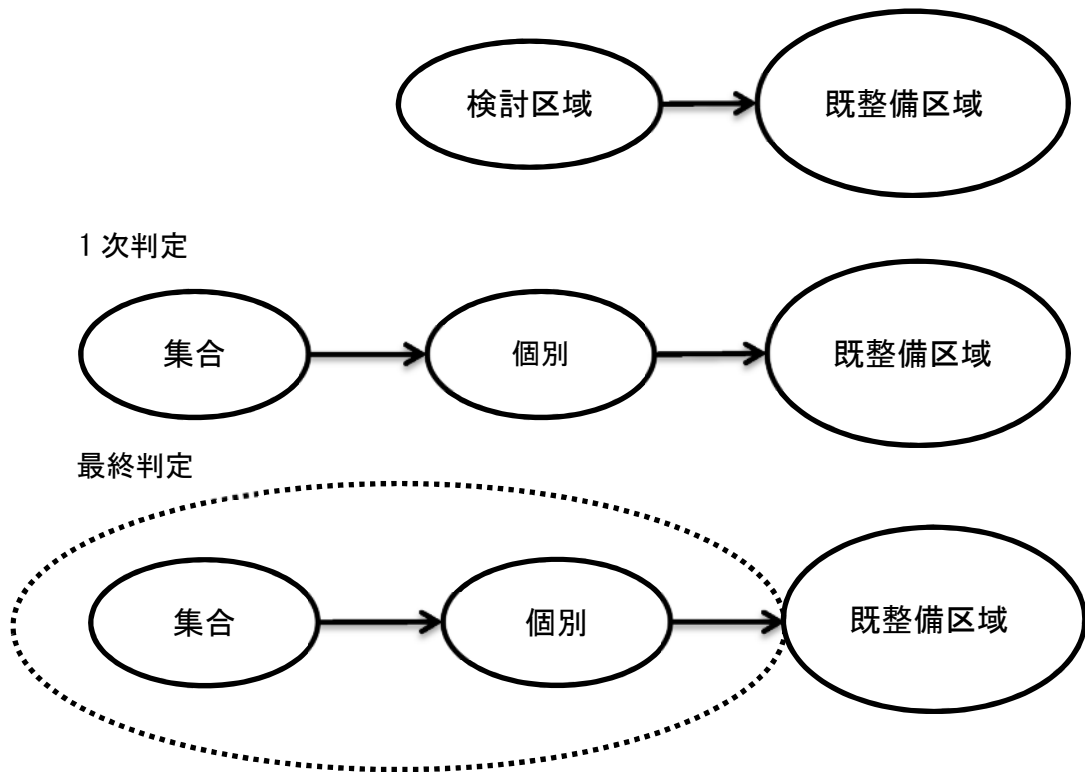 検討区域
既整備区域
1次判定
集合
個別
既整備区域
最終判定
集合
個別
既整備区域